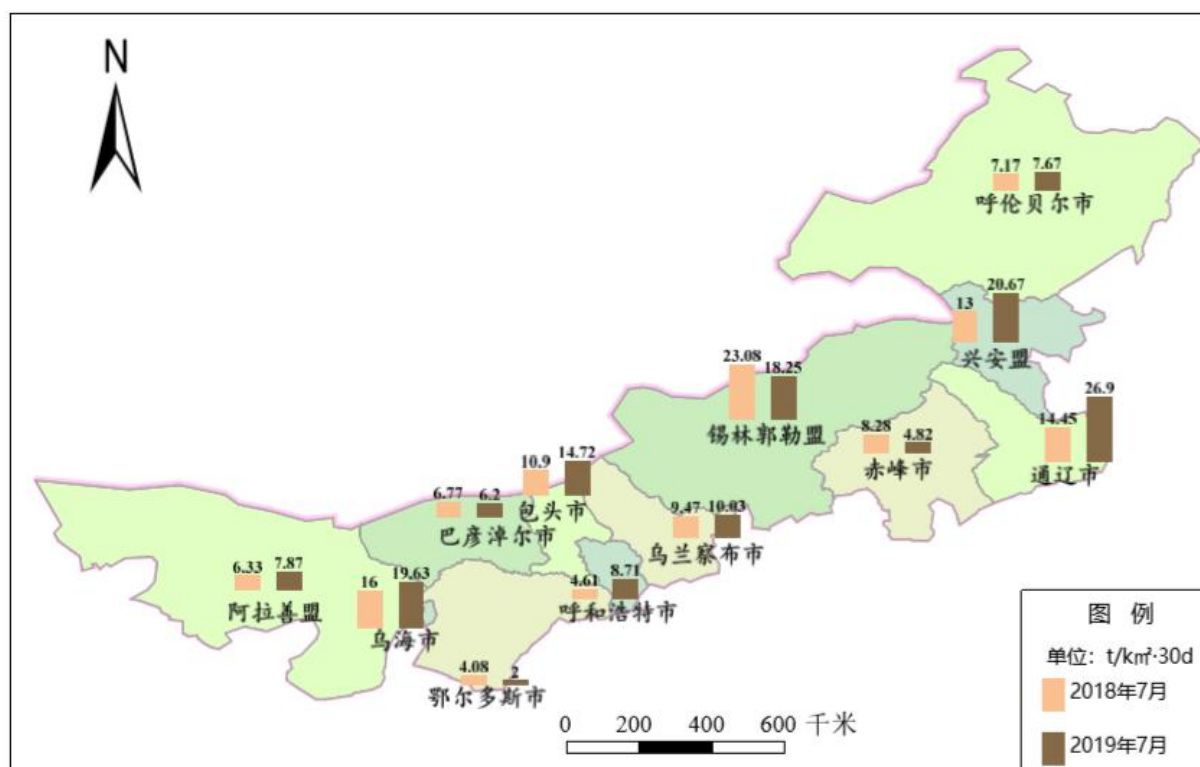 N
7.17 7.67
呼伦贝尔市
13 20.67
兴安盟
23.08 18.25
锡林郭勒盟
8.28 4.82
赤峰市
14.45 26.9
通辽市
10.9 14.72
包头市
6.77 6.2
巴彦淖尔市
9.47 10.03
乌兰察布市
6.33 7.87
阿拉善盟
16 19.63
乌海市
4.61 8.71
呼和浩特市
4.08 2
鄂尔多斯市
0 200 400 600 千米
图 例
单位：t/k㎡·30d
2018年7月
2019年7月